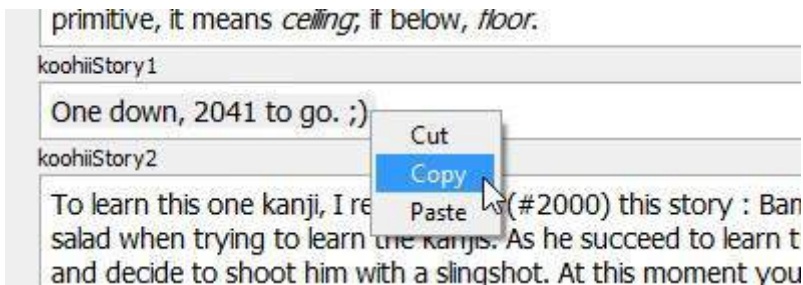 primitive, it means ceiling; if below, floor.
koohiiStory1
One down, 2041 to go. ;)
Cut
koohiiStory2
Copy
To learn this one kanji, I re (#2000) this story : Ban
Paste
salad when trying to learn the kanjis. As he succeed to learn t
and decide to shoot him with a slingshot. At this moment you